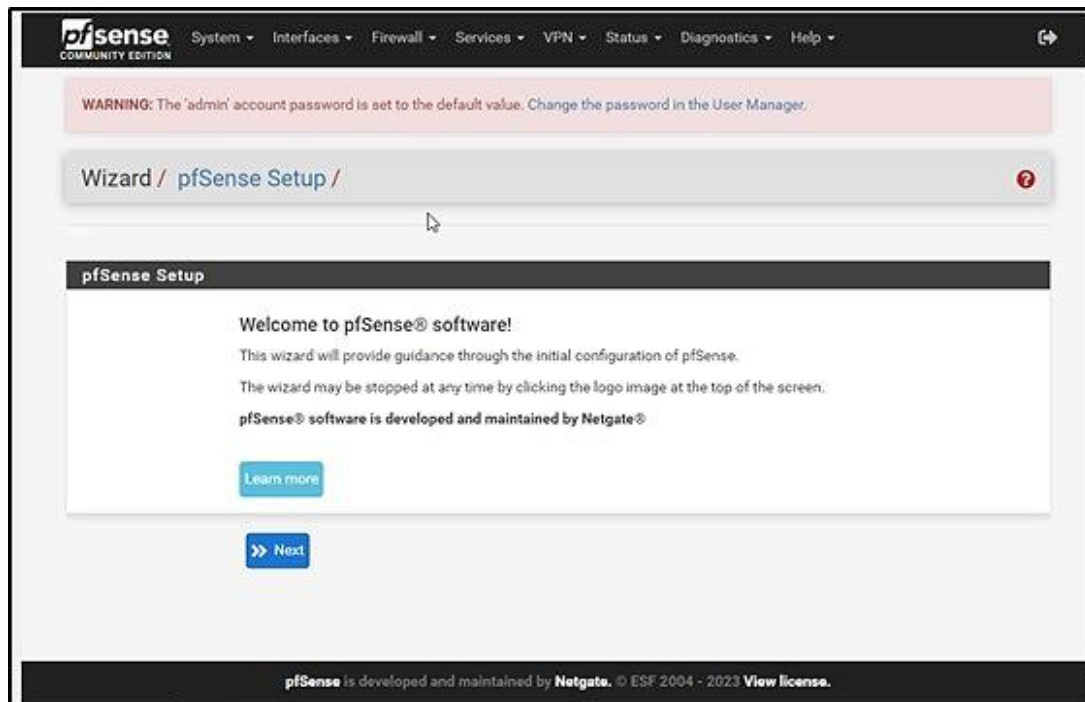 pfsense System Interfaces Firewall Services VPN Status Diagnostics Help
COMMUNITY EDITION
WARNING: The 'admin' account password is set to the default value. Change the password in the User Manager.
Wizard / pfSense Setup /
pfSense Setup
Welcome to pfSense® software!
This wizard will provide guidance through the initial configuration of pfSense.
The wizard may be stopped at any time by clicking the logo image at the top of the screen.
pfSense® software is developed and maintained by Netgate®
Learn more
Next
pfSense is developed and maintained by Netgate. © ESF 2004 - 2023 View license.